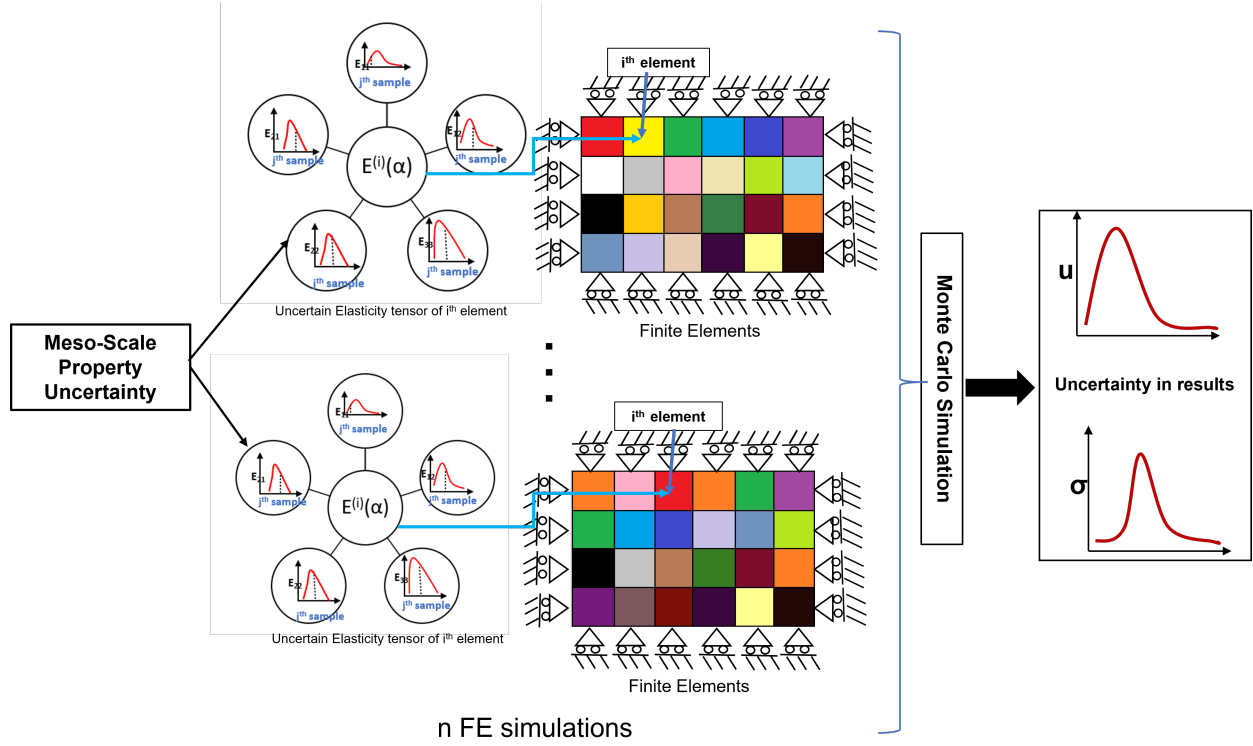 E11
jth sample
E21
jth sample
E12
jth sample
E(i)(α)
E22
jth sample
E33
jth sample
Uncertain Elasticity tensor of ith element
ith element
Finite Elements
Meso-Scale
Property
Uncertainty
E11
jth sample
E21
jth sample
E12
jth sample
E(i)(α)
E22
jth sample
E33
jth sample
Uncertain Elasticity tensor of ith element
ith element
Finite Elements
n FE simulations
Monte Carlo Simulation
u
Uncertainty in results
σ